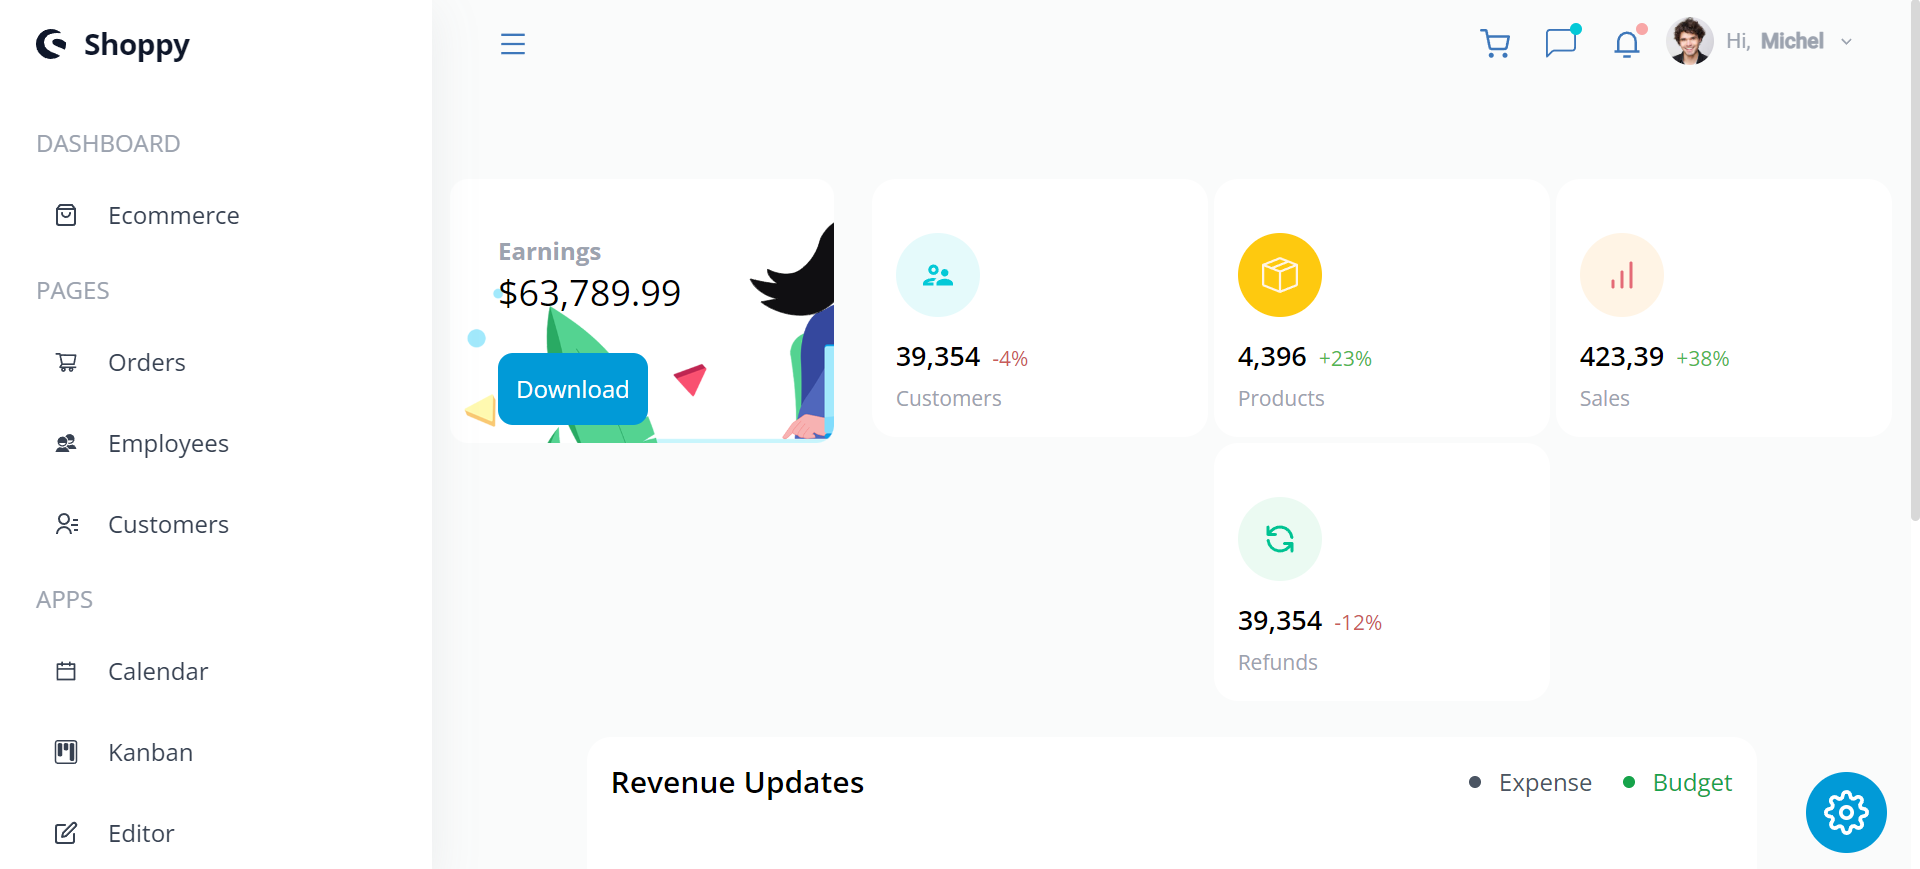 Shoppy
Hi, Michel
DASHBOARD
Ecommerce
PAGES
Orders
Employees
Customers
APPS
Calendar
Kanban
Editor
Earnings
$63,789.99
Download
39,354 -4%
Customers
4,396 +23%
Products
423,39 +38%
Sales
39,354 -12%
Refunds
Revenue Updates
Expense
Budget